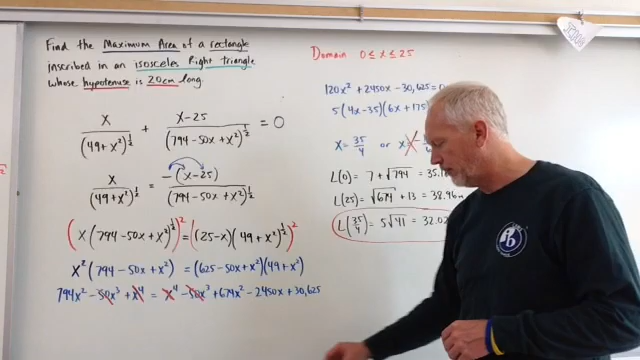 Find the Maximum Area of a rectangle
inscribed in an isosceles Right Triangle
whose hypotenuse is 20cm long.
x/(49+x²)^½ + x-25/(794-50x+x²)^½ = 0
x/(49+x²)^½ = -(x-25)/(794-50x+x²)^½
(x(794-50x+x²)^½)² = ((25-x)(49+x²)^½)²
x²(794-50x+x²) = (625-50x+x²)(49+x²)
794x²-50x³+x⁴ = x⁴-50x³+674x²-2450x+30,625
Domain 0≤x≤25
120x²+2450x-30,625=0
5(4x-35)(6x+175)
x=35/4 or x=-
L(0)=7+√794=35.1
L(25)=√674+13=38.96
L(35/4)=5√41=32.02
b